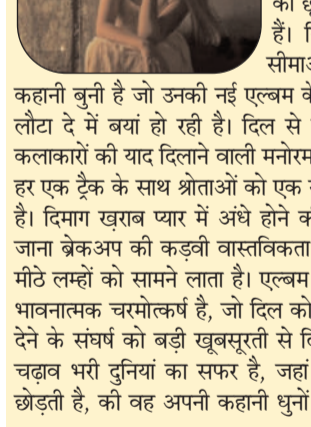 की
हैं।
सीमा
कहानी बुनी है जो उनकी नई एल्बम के
लौटा दे में बयां हो रही है। दिल से
कलाकारों की याद दिलाने वाली मनोरम
हर एक ट्रैक के साथ श्रोताओं को एक
है। दिमाग ख़राब प्यार में अंधे होने
जाना ब्रेकअप की कड़वी वास्तविकता
मीठे लम्हों को सामने लाता है। एल्बम
भावनात्मक चरमोत्कर्ष है, जो दिल को
देने के संघर्ष को बड़ी खूबसूरती से
चढ़ाव भरी दुनियां का सफर है, जहां
छोड़ती है, की वह अपनी कहानी धुनों